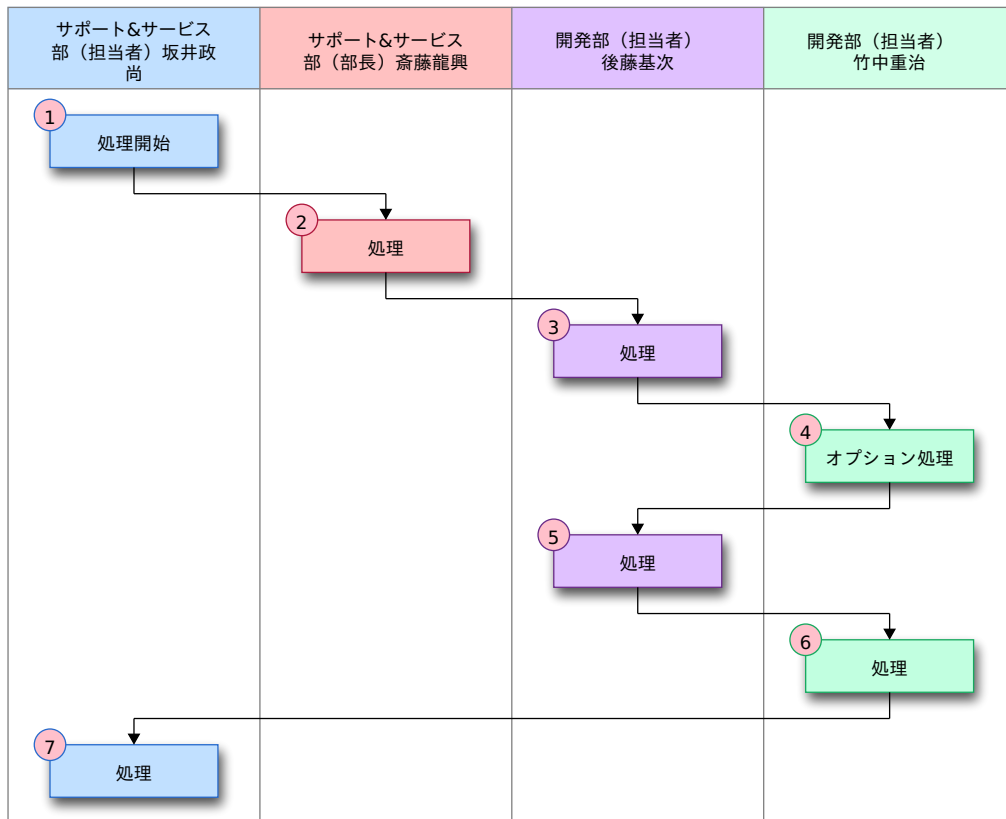 サポート&サービス
部（担当者）坂井政
尚
サポート&サービス
部（部長）斎藤龍興
開発部（担当者）
後藤基次
開発部（担当者）
竹中重治
1
処理開始
2
処理
3
処理
4
オプション処理
5
処理
6
処理
7
処理